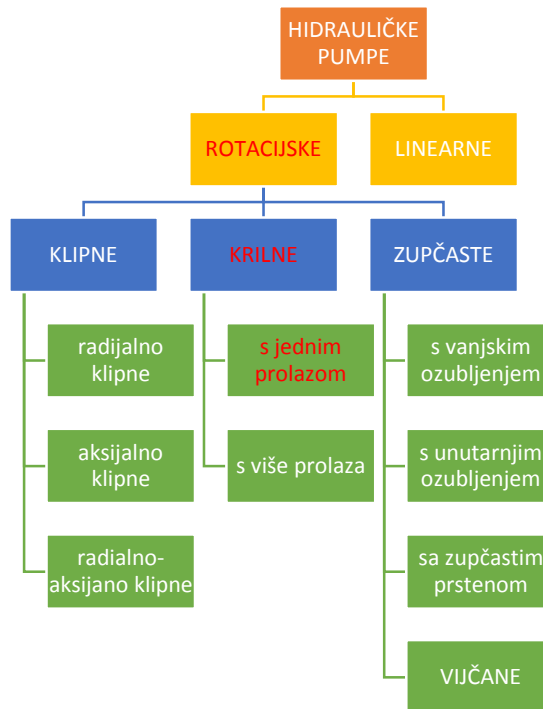 HIDRAULIČKE
PUMPE
ROTACIJSKE
LINEARNE
KLIPNE
KRILNE
ZUPČASTE
radijalno
klipne
aksijalno
klipne
radialno-
aksijano klipne
s jednim
prolazom
s više prolaza
s vanjskim
ozubljenjem
s unutarnjim
ozubljenjem
sa zupčastim
prstenom
VIJČANE